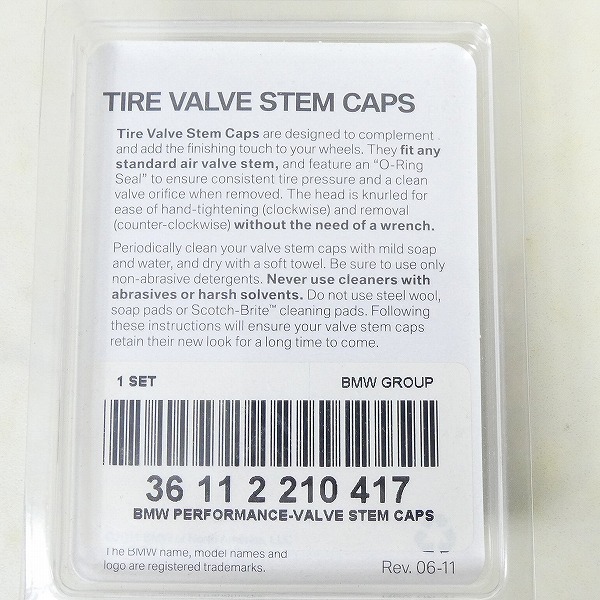 TIRE VALVE STEM CAPS
Tire Valve Stem Caps are designed to complement .
and add the finishing touch to your wheels. They fit any
standard air valve stem, and feature an “O-Ring
Seal” to ensure consistent tire pressure and a clean
valve orifice when removed. The head is knurled for
ease of hand-tightening (clockwise) and removal
(counter-clockwise) without the need of a wrench.
Periodically clean your valve stem caps with mild soap
and water, and dry with a soft towel. Be sure to use only
non-abrasive detergents. Never use cleaners with
abrasives or harsh solvents. Do not use steel wool,
soap pads or Scotch-Brite™ cleaning pads. Following
these instructions will ensure your valve stem caps
retain their new look for a long time to come.
1 SET BMW GROUP
36 11 2 210 417
BMW PERFORMANCE-VALVE STEM CAPS
The BMW name, model names and
logo are registered trademarks.
Rev. 06-11